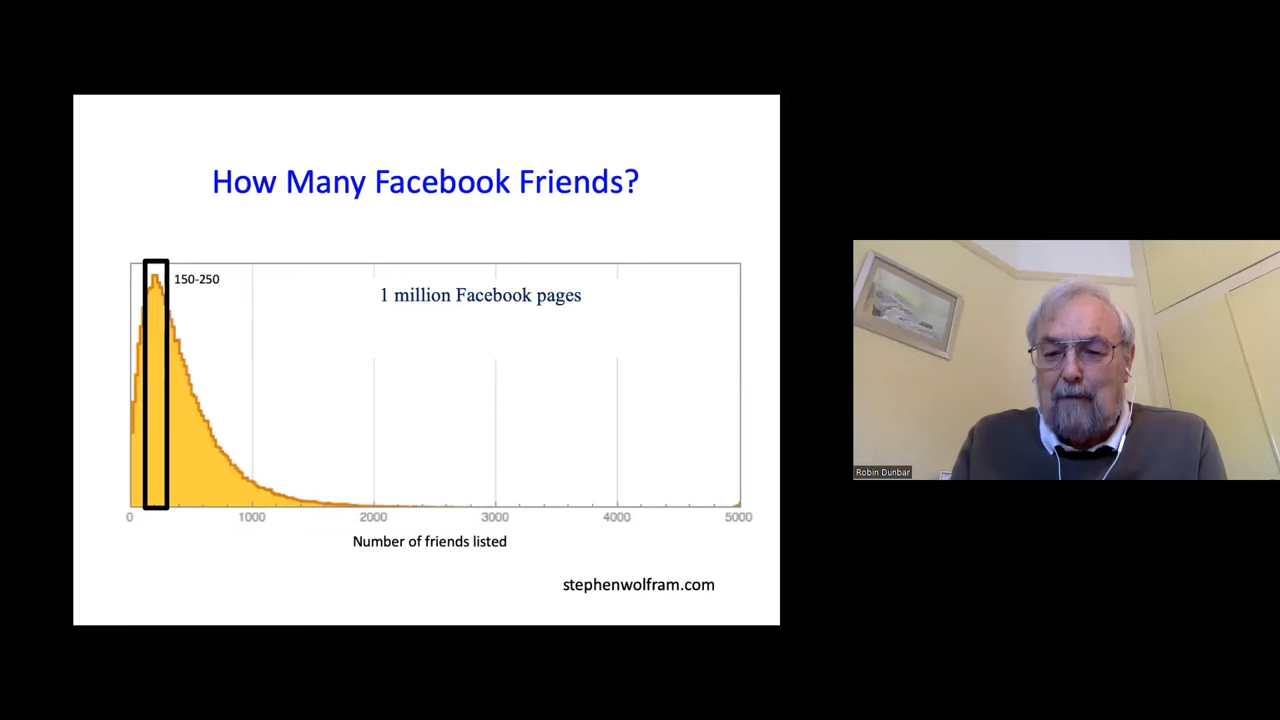 How Many Facebook Friends?
150-250
1 million Facebook pages
0 1000 2000 3000 4000 5000
Number of friends listed
stephenwolfram.com
Robin Dunbar